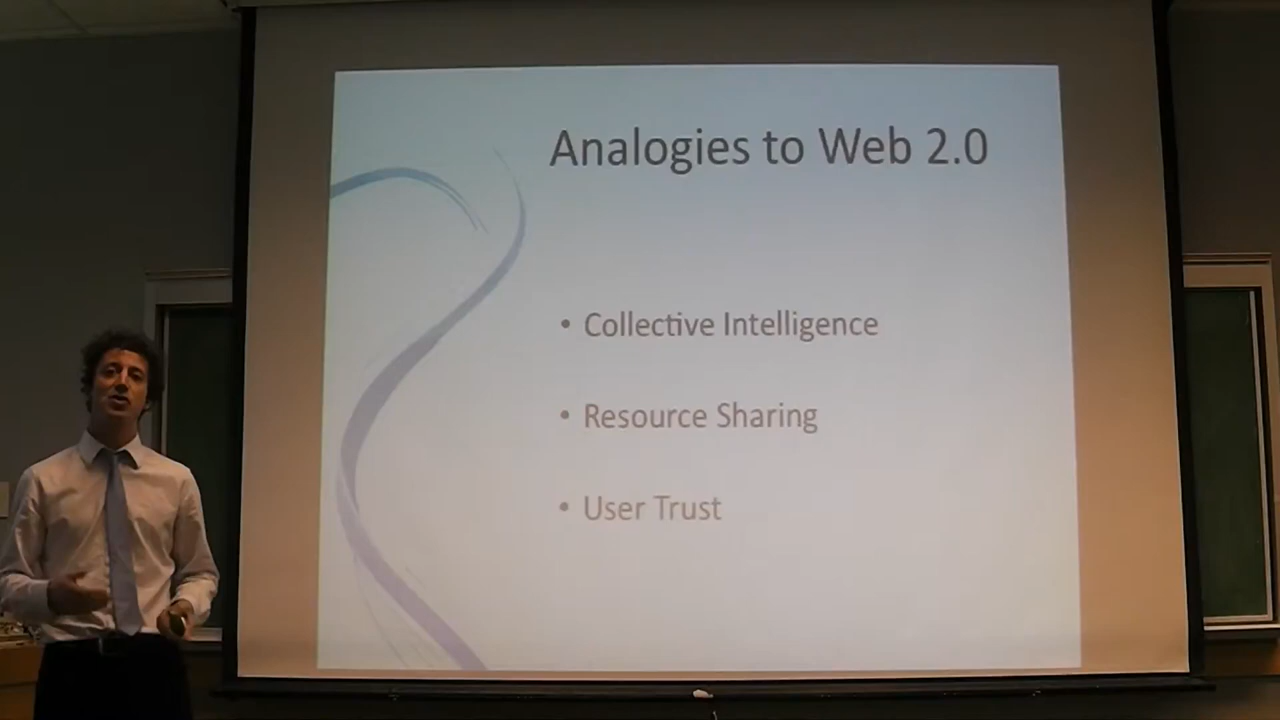 Analogies to Web 2.0
• Collective Intelligence
• Resource Sharing
• User Trust